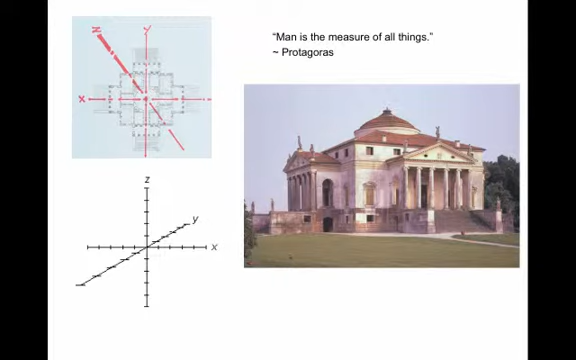 z
y
x
"Man is the measure of all things."
~ Protagoras
z
y
x